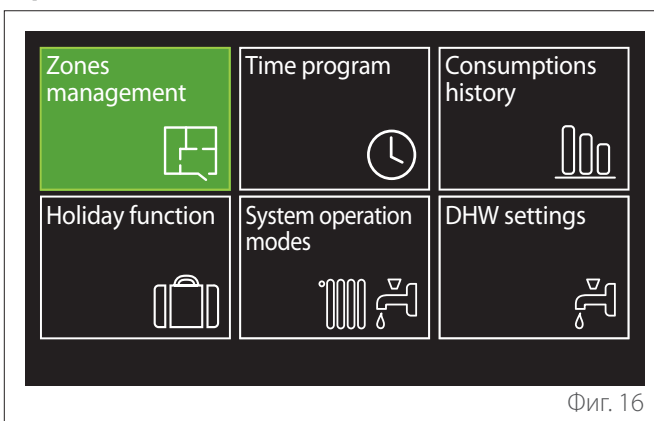 Zones
management
Time program
Consumptions
history
Holiday function
System operation
modes
DHW settings
Фиг. 16